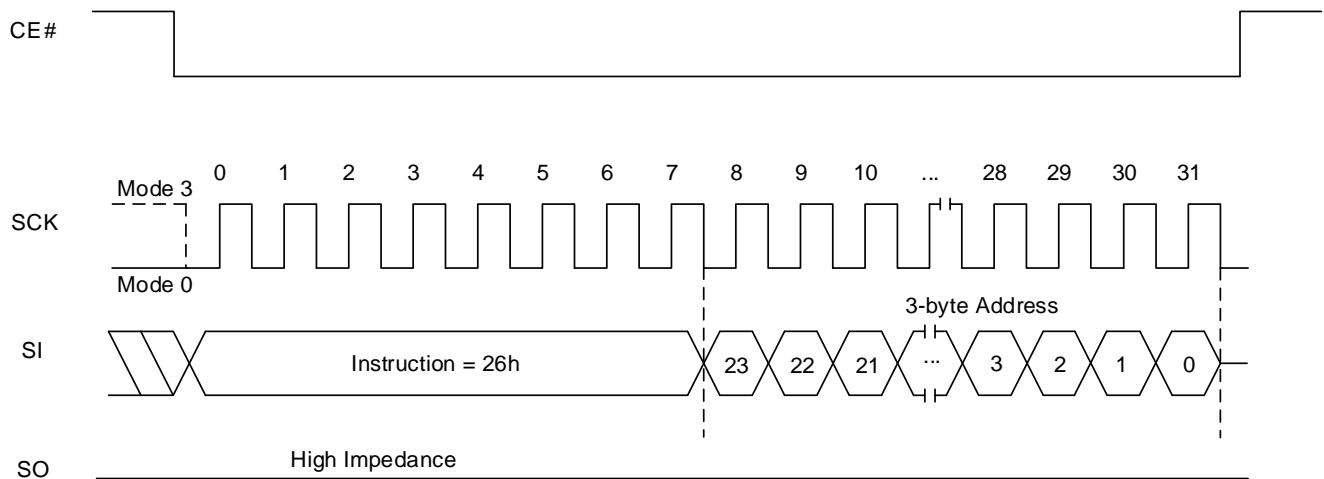 CE#
0 1 2 3 4 5 6 7 8 9 10 ... 28 29 30 31
Mode 3
SCK
Mode 0
3-byte Address
SI
Instruction = 26h
23 22 21 ... 3 2 1 0
High Impedance
SO